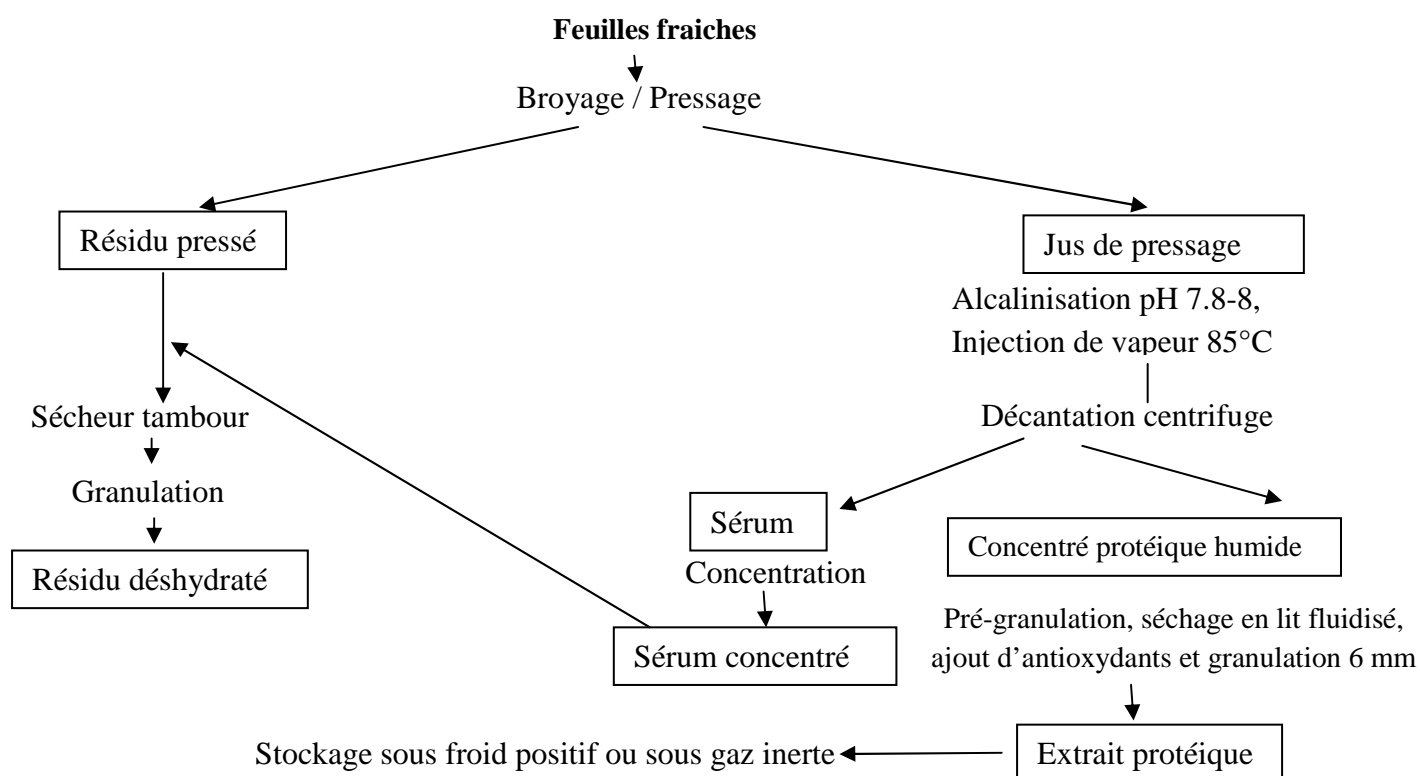 Feuilles fraiches
Broyage / Pressage
Résidu pressé
Jus de pressage
Alcalinisation pH 7.8-8,
Injection de vapeur 85°C
Sécheur tambour
Décantation centrifuge
Granulation
Sérum
Concentré protéique humide
Résidu déshydraté
Concentration
Pré-granulation, séchage en lit fluidisé,
ajout d’antioxydants et granulation 6 mm
Sérum concentré
Stockage sous froid positif ou sous gaz inerte
Extrait protéique